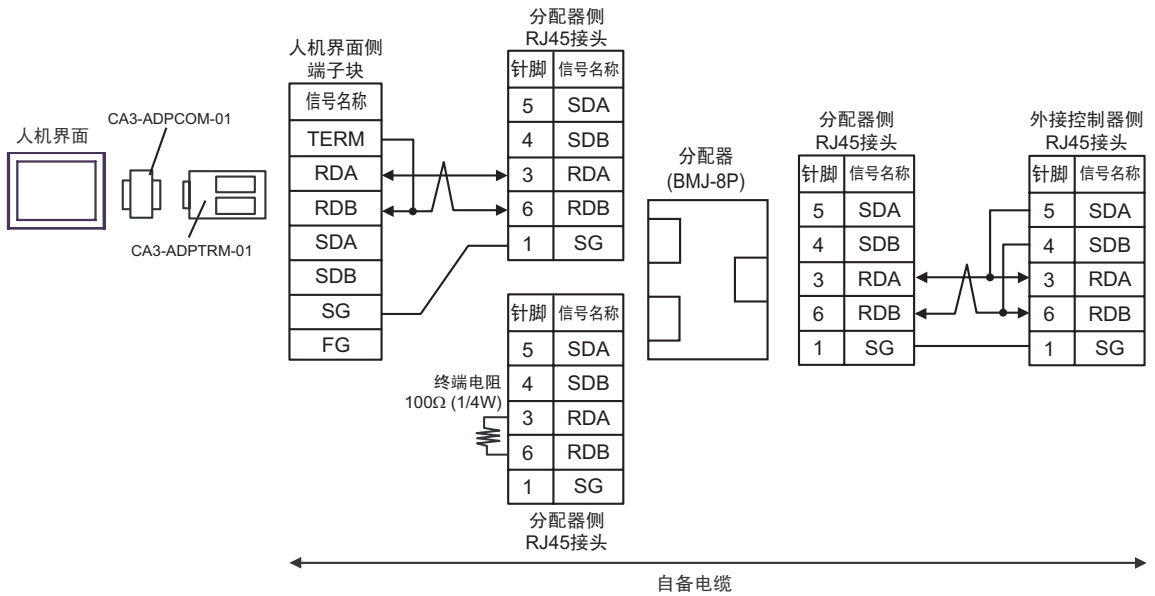 人机界面
CA3-ADPCOM-01
CA3-ADPTRM-01
人机界面侧
端子块
信号名称
TERM
RDA
RDB
SDA
SDB
SG
FG
分配器侧
RJ45接头
针脚 信号名称
5 SDA
4 SDB
3 RDA
6 RDB
1 SG
针脚 信号名称
5 SDA
4 SDB
3 RDA
6 RDB
1 SG
终端电阻
100Ω (1/4W)
分配器侧
RJ45接头
分配器
(BMJ-8P)
分配器侧
RJ45接头
针脚 信号名称
5 SDA
4 SDB
3 RDA
6 RDB
1 SG
外接控制器侧
RJ45接头
针脚 信号名称
5 SDA
4 SDB
3 RDA
6 RDB
1 SG
自备电缆